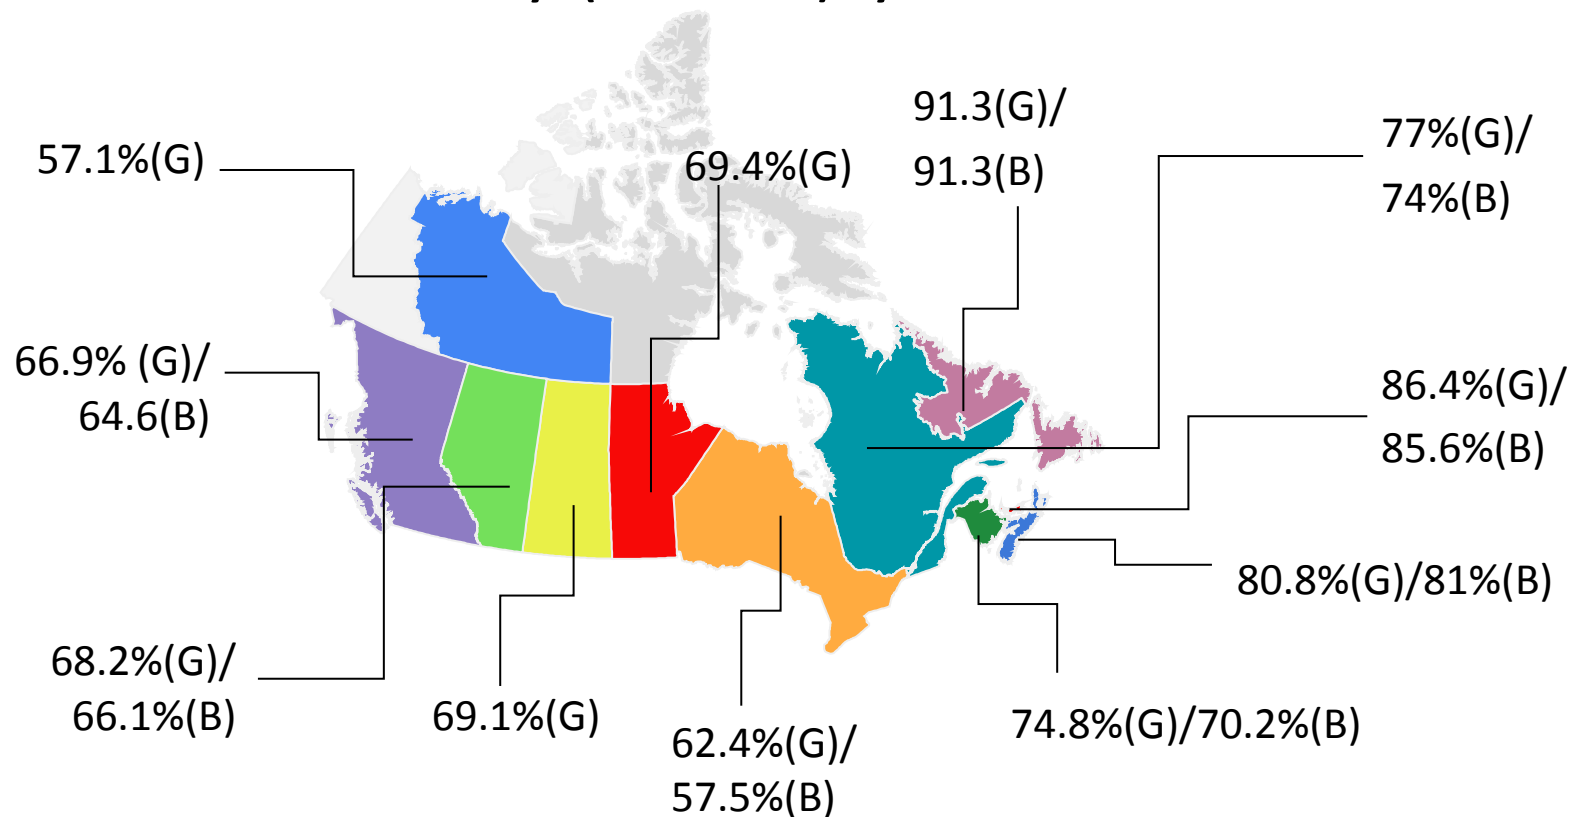 57.1%(G)
69.4%(G)
91.3(G)/
91.3(B)
77%(G)/
74%(B)
66.9% (G)/
64.6(B)
86.4%(G)/
85.6%(B)
80.8%(G)/81%(B)
68.2%(G)/
66.1%(B)
69.1%(G)
62.4%(G)/
57.5%(B)
74.8%(G)/70.2%(B)